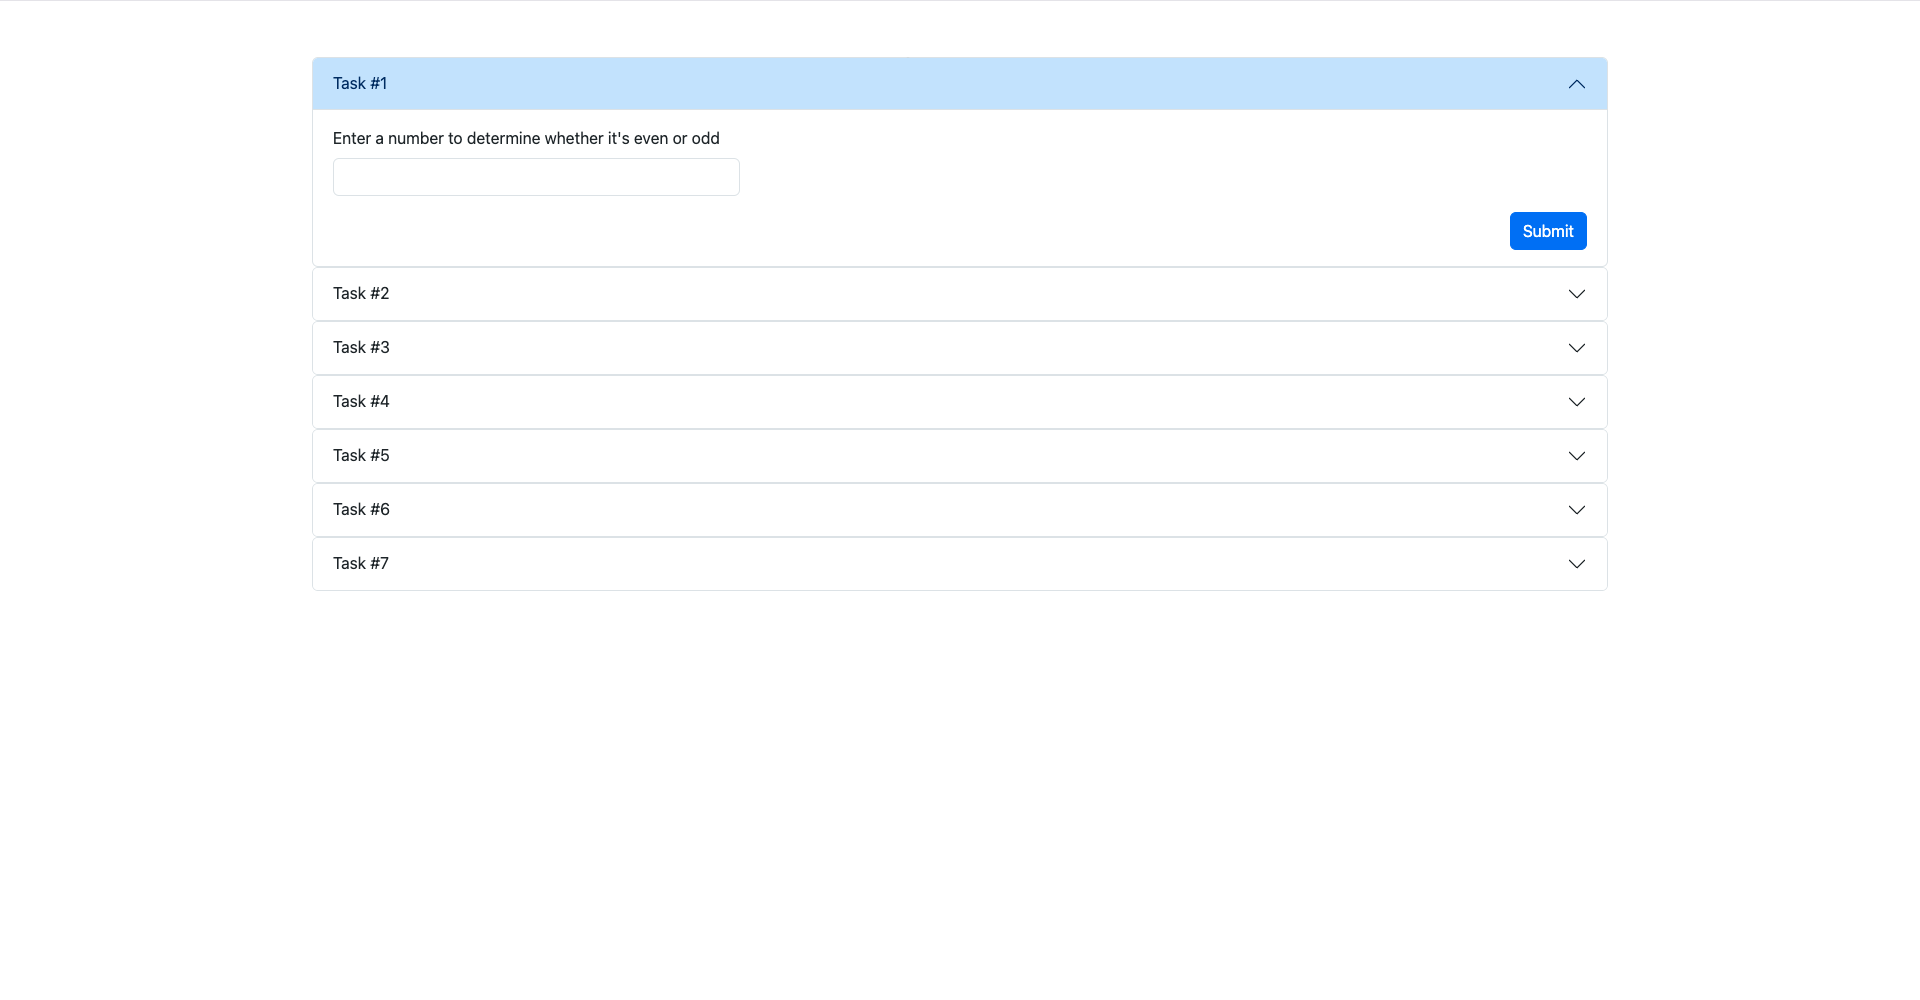 Task #1
Enter a number to determine whether it's even or odd
Submit
Task #2
Task #3
Task #4
Task #5
Task #6
Task #7